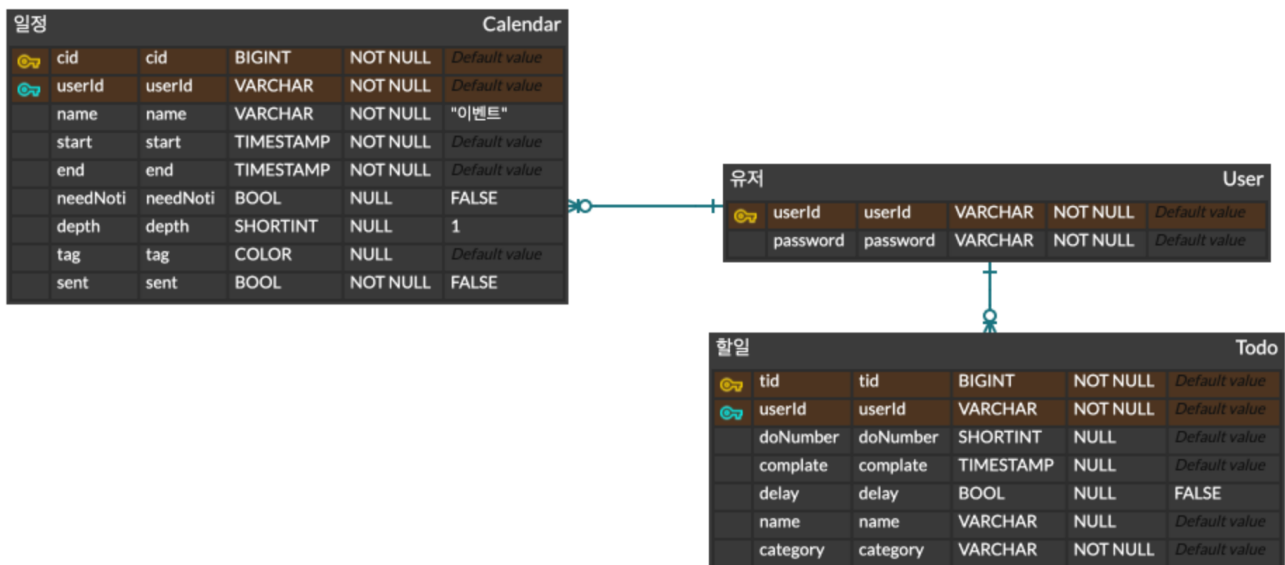 일정 Calendar
cid cid BIGINT NOT NULL Default value
userId userId VARCHAR NOT NULL Default value
name name VARCHAR NOT NULL "이벤트"
start start TIMESTAMP NOT NULL Default value
end end TIMESTAMP NOT NULL Default value
needNoti needNoti BOOL NULL FALSE
depth depth SHORTINT NULL 1
tag tag COLOR NULL Default value
sent sent BOOL NOT NULL FALSE
유저 User
userId userId VARCHAR NOT NULL Default value
password password VARCHAR NOT NULL Default value
할일 Todo
tid tid BIGINT NOT NULL Default value
userId userId VARCHAR NOT NULL Default value
doNumber doNumber SHORTINT NULL Default value
complate complate TIMESTAMP NULL Default value
delay delay BOOL NULL FALSE
name name VARCHAR NULL Default value
category category VARCHAR NOT NULL Default value